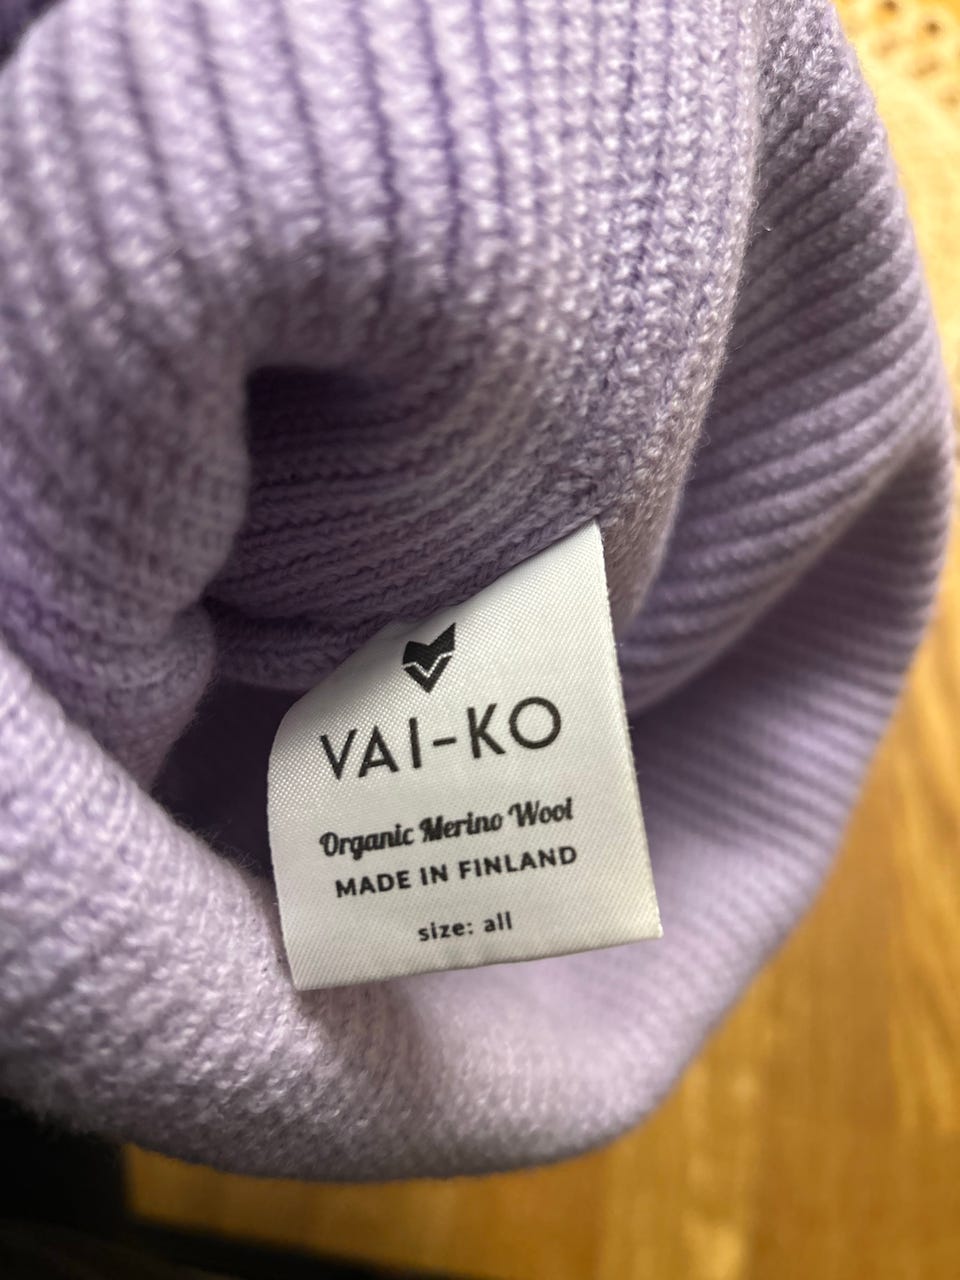 VAI-KO
Organic Merino Wool
MADE IN FINLAND
size: all